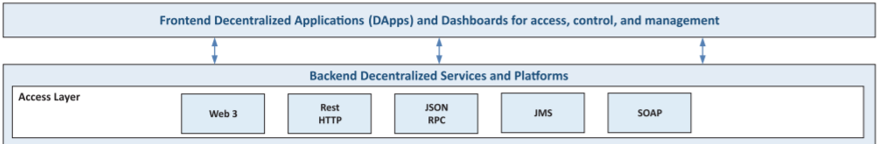 Frontend Decentralized Applications (DApps) and Dashboards for access, control, and management
Backend Decentralized Services and Platforms
Access Layer
Web 3
Rest
HTTP
JSON
RPC
JMS
SOAP